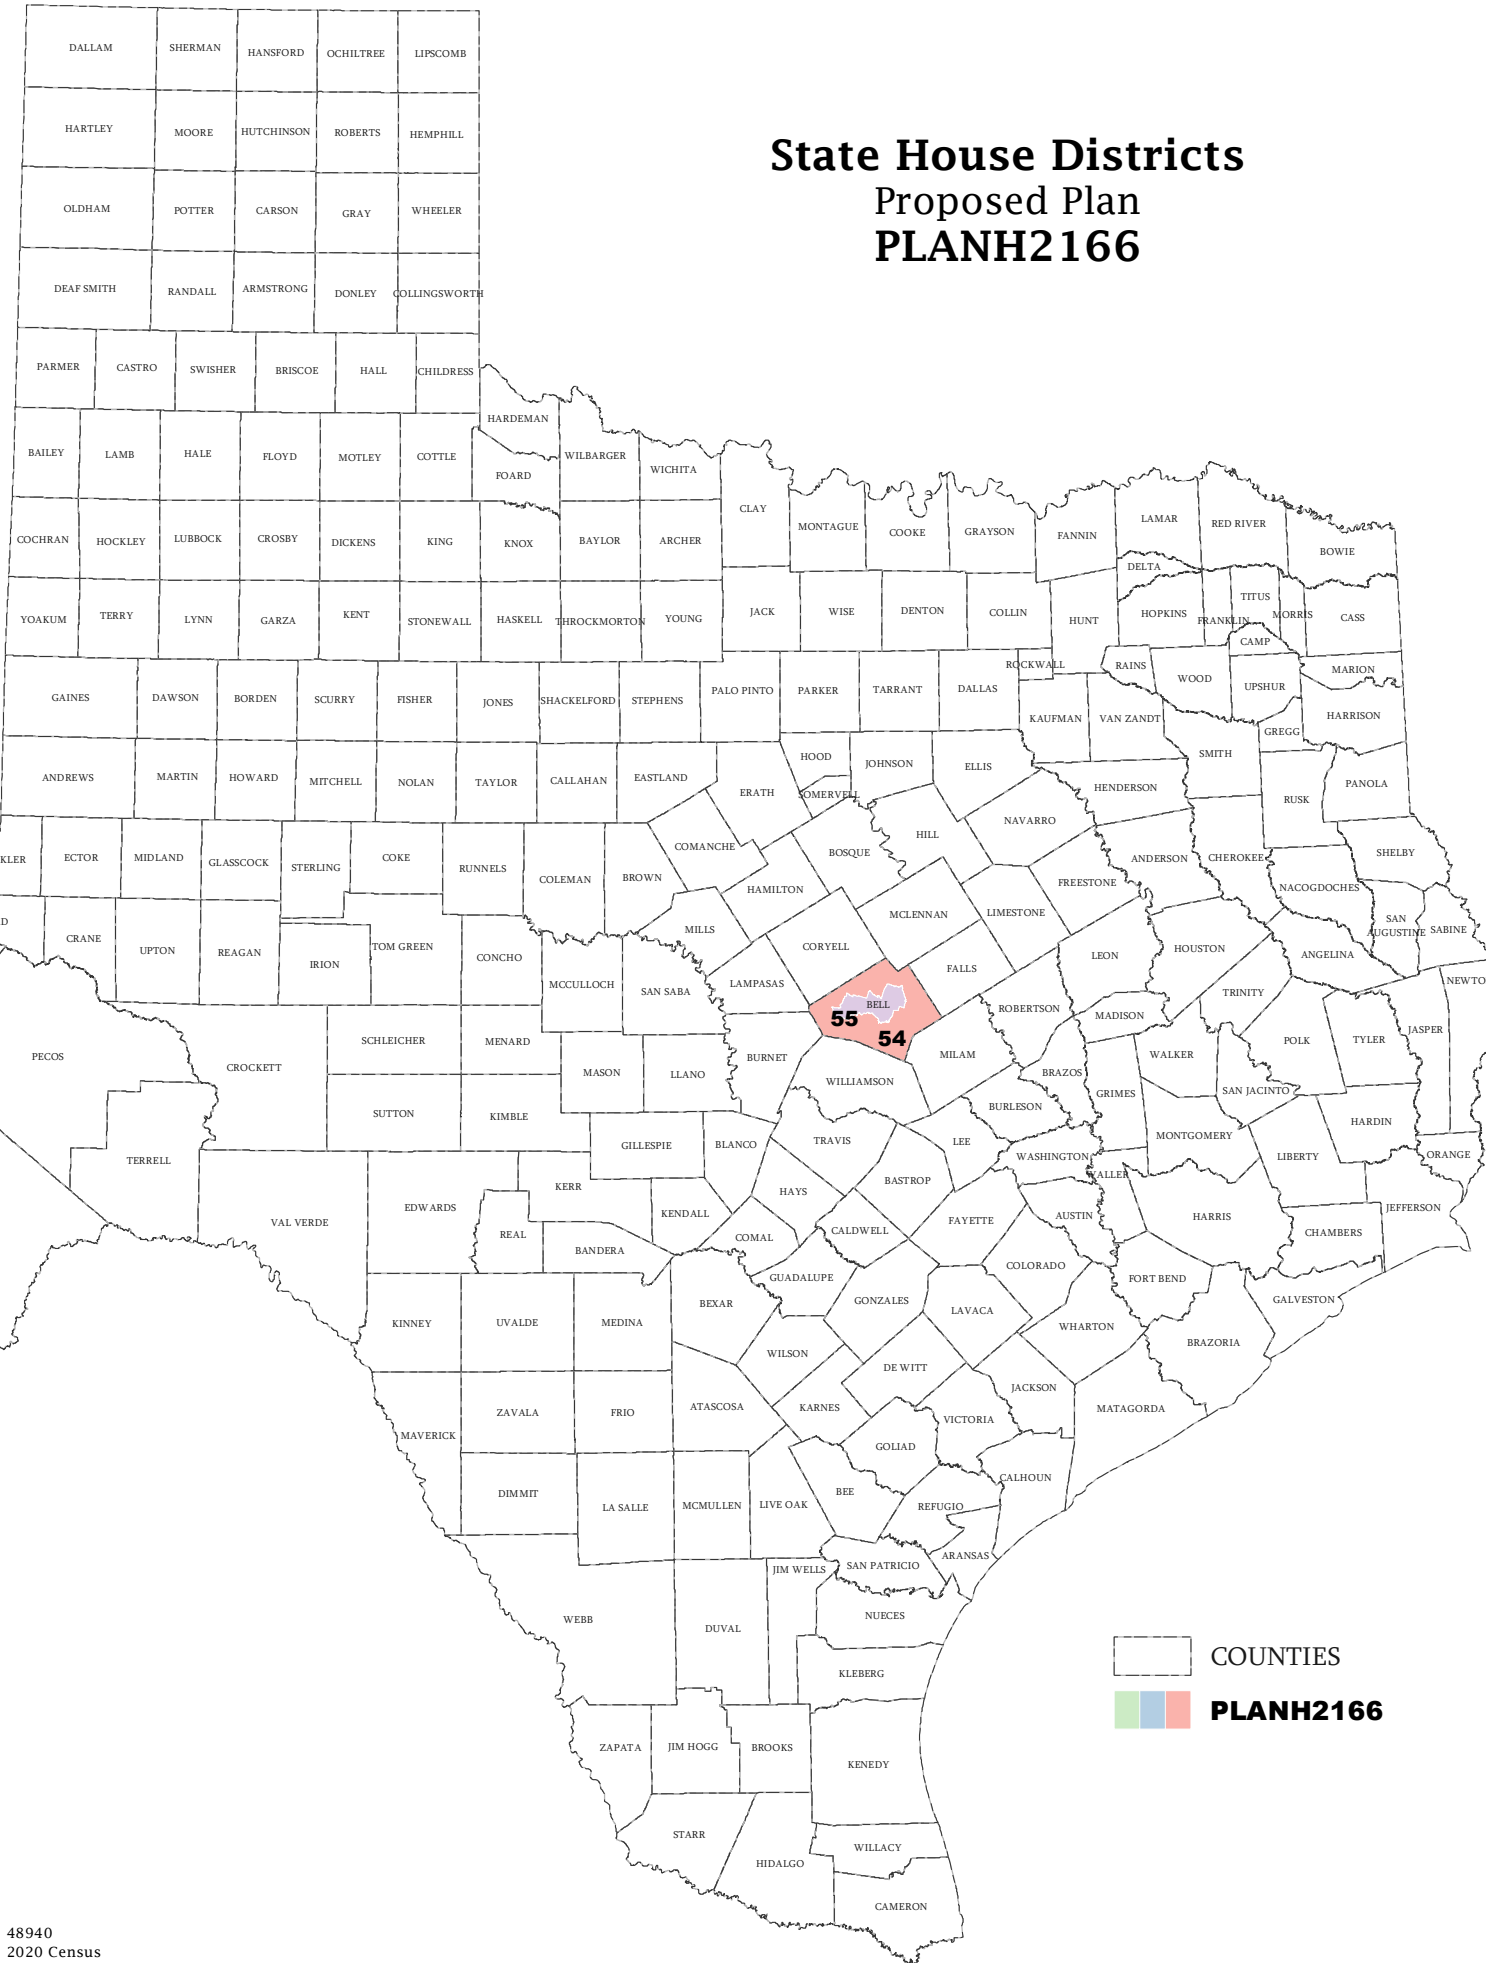 State House Districts
Proposed Plan
PLANH2166
DALLAM SHERMAN HANSFORD OCHILTREE LIPSCOMB
HARTLEY MOORE HUTCHINSON ROBERTS HEMPHILL
OLDHAM POTTER CARSON GRAY WHEELER
DEAF SMITH RANDALL ARMSTRONG DONLEY COLLINGSWORTH
PARMER CASTRO SWISHER BRISCOE HALL CHILDRESS
HARDEMAN
BAILEY LAMB HALE FLOYD MOTLEY COTTLE FOARD WILBARGER WICHITA
CLAY MONTAGUE COOKE GRAYSON FANNIN LAMAR RED RIVER BOWIE
DELTA
COCHRAN HOCKLEY LUBBOCK CROSBY DICKENS KING KNOX BAYLOR ARCHER
YOAKUM TERRY LYNN GARZA KENT STONEWALL HASKELL THROCKMORTON YOUNG JACK WISE DENTON COLLIN HUNT HOPKINS FRANKLIN TITUS MORRIS CASS
CAMP
ROCKWALL RAINS WOOD UPSHUR MARION
GAINES DAWSON BORDEN SCURRY FISHER JONES SHACKELFORD STEPHENS PALO PINTO PARKER TARRANT DALLAS KAUFMAN VAN ZANDT GREGG HARRISON
SMITH
ANDREWS MARTIN HOWARD MITCHELL NOLAN TAYLOR CALLAHAN EASTLAND ERATH HOOD JOHNSON ELLIS HENDERSON RUSK PANOLA
SOMERVELL
KLER ECTOR MIDLAND GLASSCOCK STERLING COKE RUNNELS COLEMAN BROWN COMANCHE BOSQUE HILL NAVARRO ANDERSON CHEROKEE SHELBY
HAMILTON FREESTONE NACOGDOCHES
D CRANE UPTON REAGAN IRION TOM GREEN CONCHO MILLS CORYELL MCLENNAN LIMESTONE HOUSTON SAN
AUGUSTINE SABINE
MCCULLOCH SAN SABA LAMPASAS FALLS LEON ANGELINA
BELL
55
54
ROBERTSON MADISON TRINITY NEWTO
PECOS CROCKETT SCHLEICHER MENARD MASON LLANO BURNET WILLIAMSON MILAM BRAZOS WALKER POLK TYLER JASPER
SUTTON KIMBLE BURLESON GRIMES SAN JACINTO HARDIN
TERRELL GILLESPIE BLANCO TRAVIS LEE WASHINGTON MONTGOMERY LIBERTY ORANGE
WALLER
VAL VERDE EDWARDS KERR KENDALL HAYS BASTROP FAYETTE AUSTIN HARRIS JEFFERSON
REAL BANDERA COMAL CALDWELL COLORADO CHAMBERS
KINNEY UVALDE MEDINA BEXAR GUADALUPE GONZALES LAVACA WHARTON FORT BEND GALVESTON
WILSON DE WITT BRAZORIA
MAVERICK ZAVALA FRIO ATASCOSA KARNES VICTORIA JACKSON MATAGORDA
GOLIAD
DIMMIT LA SALLE MCMULLEN LIVE OAK BEE REFUGIO CALHOUN
ARANSAS
JIM WELLS SAN PATRICIO
WEBB DUVAL NUECES
KLEBERG
ZAPATA JIM HOGG BROOKS KENEDY
STARR HIDALGO WILLACY
CAMERON
COUNTIES
PLANH2166
48940
2020 Census